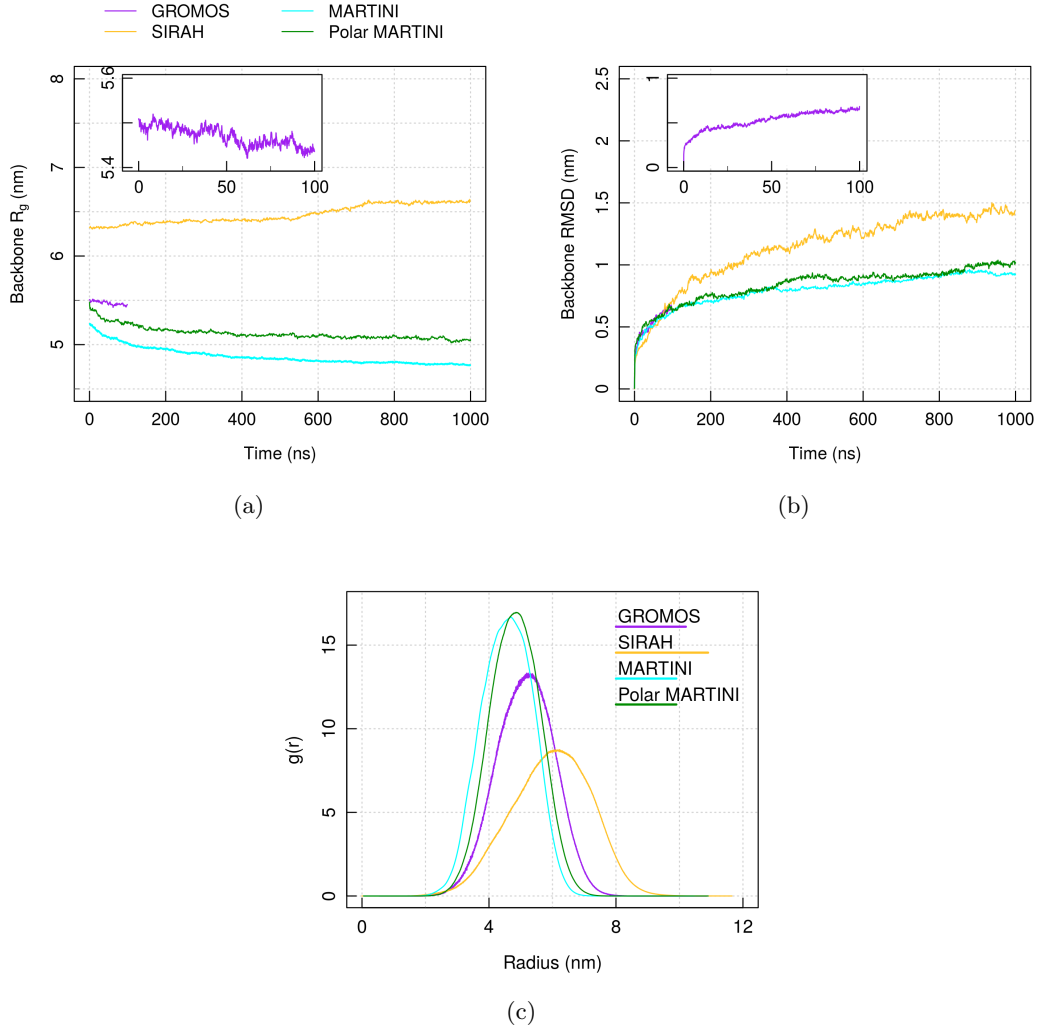 GROMOS MARTINI
SIRAH Polar MARTINI
8
7
6
5
Backbone Rg (nm)
5.6
5.4
0 50 100
0 200 400 600 800 1000
Time (ns)
(a)
2.5
2
1.5
1
0.5
0
Backbone RMSD (nm)
1
0
0 50 100
0 200 400 600 800 1000
Time (ns)
(b)
15
10
5
0
g(r)
GROMOS
SIRAH
MARTINI
Polar MARTINI
0 4 8 12
Radius (nm)
(c)